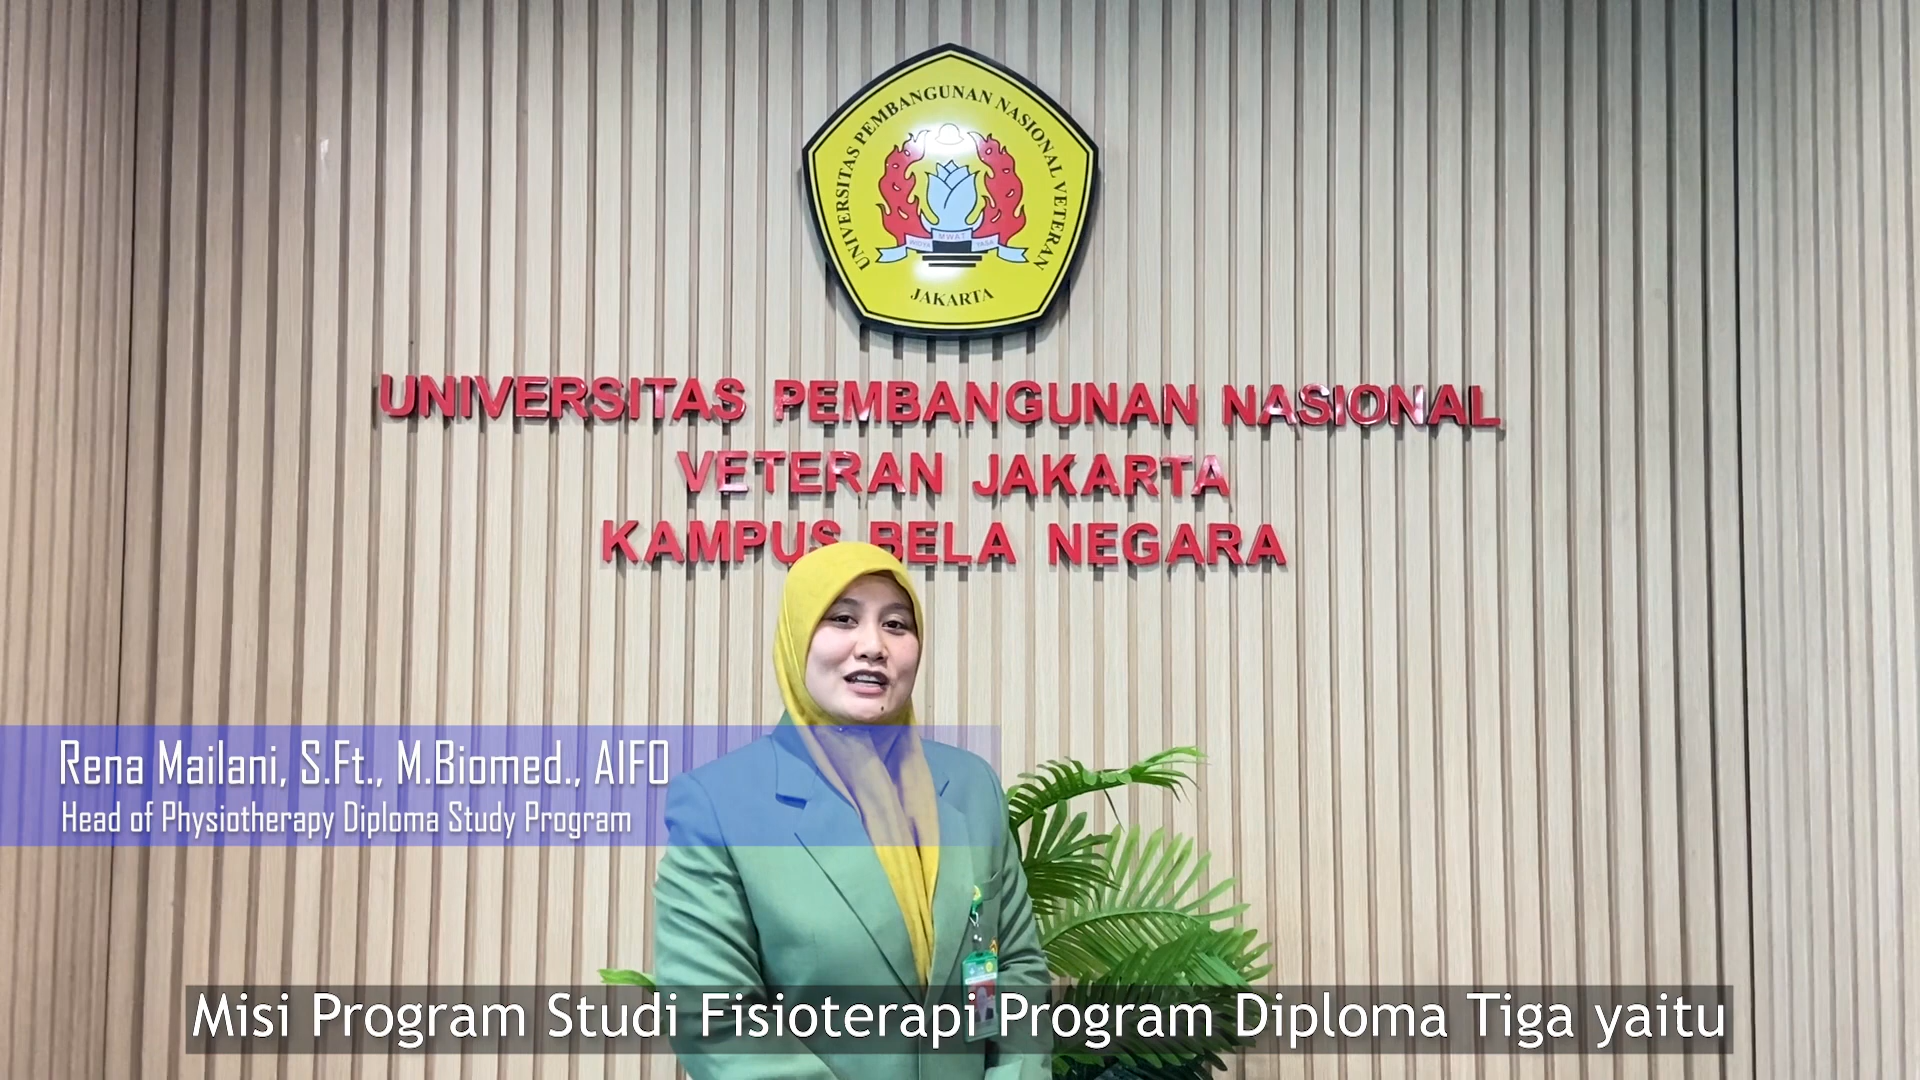 UNIVERSITAS PEMBANGUNAN NASIONAL VETERAN
WIDYA MWAT YASA
JAKARTA
UNIVERSITAS PEMBANGUNAN NASIONAL
VETERAN JAKARTA
KAMPUS BELA NEGARA
Rena Mailani, S.Ft., M.Biomed., AIFO
Head of Physiotherapy Diploma Study Program
Misi Program Studi Fisioterapi Program Diploma Tiga yaitu